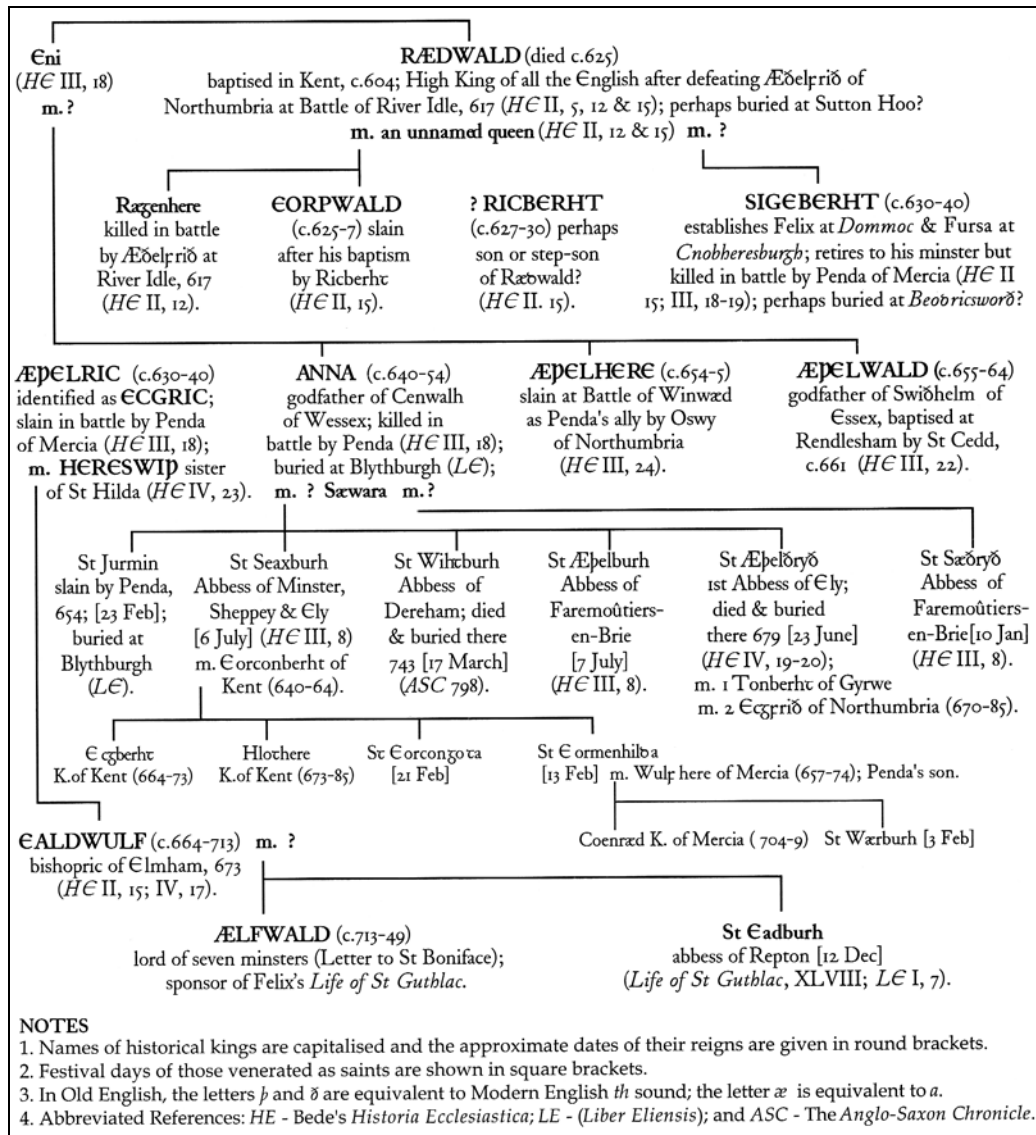 Eni
(HE III, 18)
m. ?
RÆDWALD (died c.625)
baptised in Kent, c.604; High King of all the English after defeating Æðelfrið of
Northumbria at Battle of River Idle, 617 (HE II, 5, 12 & 15); perhaps buried at Sutton Hoo?
m. an unnamed queen (HE II, 12 & 15) m. ?
Rægenhere
killed in battle
by Æðelfrið at
River Idle, 617
(HE II, 12).
EORPWALD
(c.625-7) slain
after his baptism
by Ricberht
(HE II, 15).
? RICBERHT
(c.627-30) perhaps
son or step-son
of Rædwald?
(HE II. 15).
SIGEBERHT (c.630-40)
establishes Felix at Dommoc & Fursa at
Cnobheresburgh; retires to his minster but
killed in battle by Penda of Mercia (HE II
15; III, 18-19); perhaps buried at Beodricsworð?
ÆÞELRIC (c.630-40)
identified as ECGRIC;
slain in battle by Penda
of Mercia (HE III, 18);
m. HERESWIÞ sister
of St Hilda (HE IV, 23).
ANNA (c.640-54)
godfather of Cenwalh
of Wessex; killed in
battle by Penda (HE III, 18);
buried at Blythburgh (LE);
m. ? Sæwara m.?
ÆÞELHERE (c.654-5)
slain at Battle of Winwæd
as Penda's ally by Oswy
of Northumbria
(HE III, 24).
ÆÞELWALD (c.655-64)
godfather of Swiðhelm of
Essex, baptised at
Rendlesham by St Cedd,
c.661 (HE III, 22).
St Jurmin
slain by Penda,
654; [23 Feb];
buried at
Blythburgh
(LE).
St Seaxburh
Abbess of Minster,
Sheppey & Ely
[6 July] (HE III, 8)
m. Eorconberht of
Kent (640-64).
St Wihtburh
Abbess of
Dereham; died
& buried there
743 [17 March]
(ASC 798).
St Æþelburh
Abbess of
Faremoûtiers-
en-Brie
[7 July]
(HE III, 8).
St Æþelðryð
1st Abbess of Ely;
died & buried
there 679 [23 June]
(HE IV, 19-20);
m. 1 Tonberht of Gyrwe
m. 2 Ecgfrið of Northumbria (670-85).
St Sæðryð
Abbess of
Faremoûtiers-
en-Brie[10 Jan]
(HE III, 8).
Ecgberht
K.of Kent (664-73)
Hlothere
K.of Kent (673-85)
St Eorcongota
[21 Feb]
St Eormenhilda
[13 Feb] m. Wulfhere of Mercia (657-74); Penda's son.
Coenræd K. of Mercia (704-9)
St Wærburh [3 Feb]
EALDWULF (c.664-713) m. ?
bishopric of Elmham, 673
(HE II, 15; IV, 17).
ÆLFWALD (c.713-49)
lord of seven minsters (Letter to St Boniface);
sponsor of Felix's Life of St Guthlac.
St Eadburh
abbess of Repton [12 Dec]
(Life of St Guthlac, XLVIII; LE I, 7).
NOTES
1. Names of historical kings are capitalised and the approximate dates of their reigns are given in round brackets.
2. Festival days of those venerated as saints are shown in square brackets.
3. In Old English, the letters þ and ð are equivalent to Modern English th sound; the letter æ is equivalent to a.
4. Abbreviated References: HE - Bede's Historia Ecclesiastica; LE - (Liber Eliensis); and ASC - The Anglo-Saxon Chronicle.